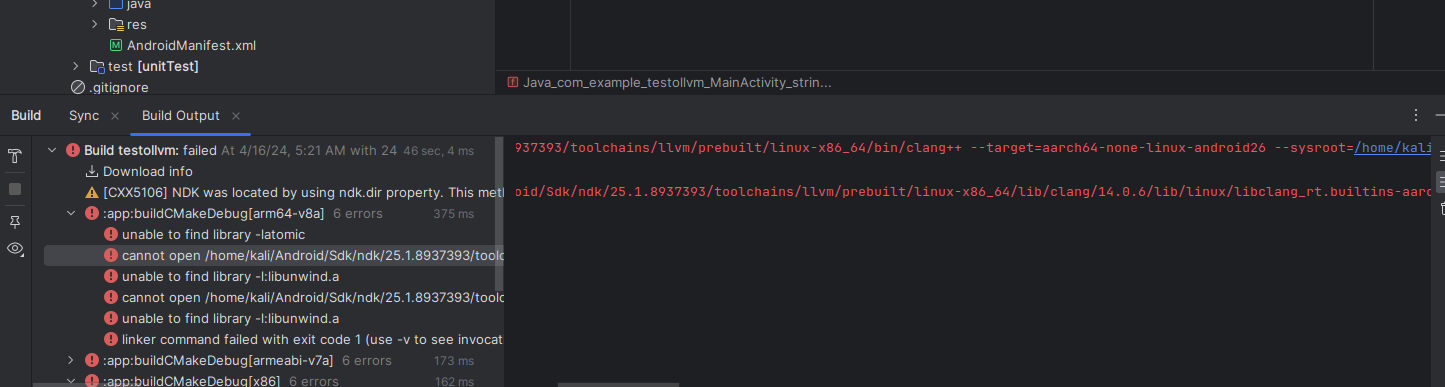 java
res
AndroidManifest.xml
test [unitTest]
.gitignore
Java_com_example_testollvm_MainActivity_strin...
Build Sync Build Output
Build testollvm: failed At 4/16/24, 5:21 AM with 24 46 sec, 4 ms
Download info
[CXX5106] NDK was located by using ndk.dir property. This met
:app:buildCMakeDebug[arm64-v8a] 6 errors 375 ms
unable to find library -latomic
cannot open /home/kali/Android/Sdk/ndk/25.1.8937393/toolc
unable to find library -l:libunwind.a
cannot open /home/kali/Android/Sdk/ndk/25.1.8937393/toolc
unable to find library -l:libunwind.a
linker command failed with exit code 1 (use -v to see invocat
:app:buildCMakeDebug[armeabi-v7a] 6 errors 173 ms
:app:buildCMakeDebug[x86] 6 errors 162 ms
937393/toolchains/llvm/prebuilt/linux-x86_64/bin/clang++ --target=aarch64-none-linux-android26 --sysroot=/home/kali
oid/Sdk/ndk/25.1.8937393/toolchains/llvm/prebuilt/linux-x86_64/lib/clang/14.0.6/lib/linux/libclang_rt.builtins-aarc